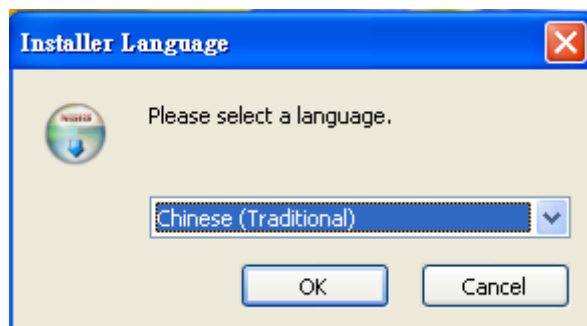 Installer Language
Please select a language.
Chinese (Traditional)
OK
Cancel